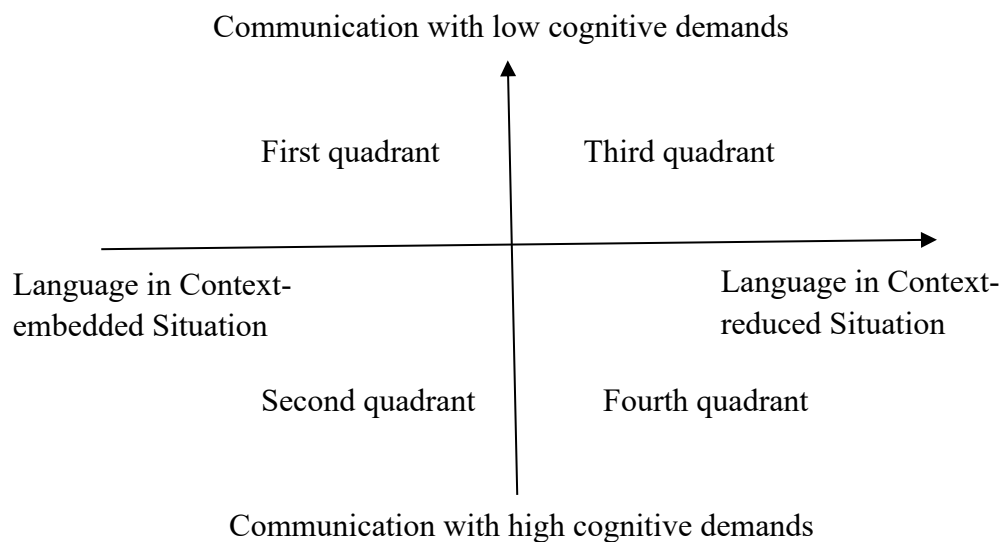 Communication with low cognitive demands
First quadrant
Third quadrant
Language in Context-
embedded Situation
Language in Context-
reduced Situation
Second quadrant
Fourth quadrant
Communication with high cognitive demands